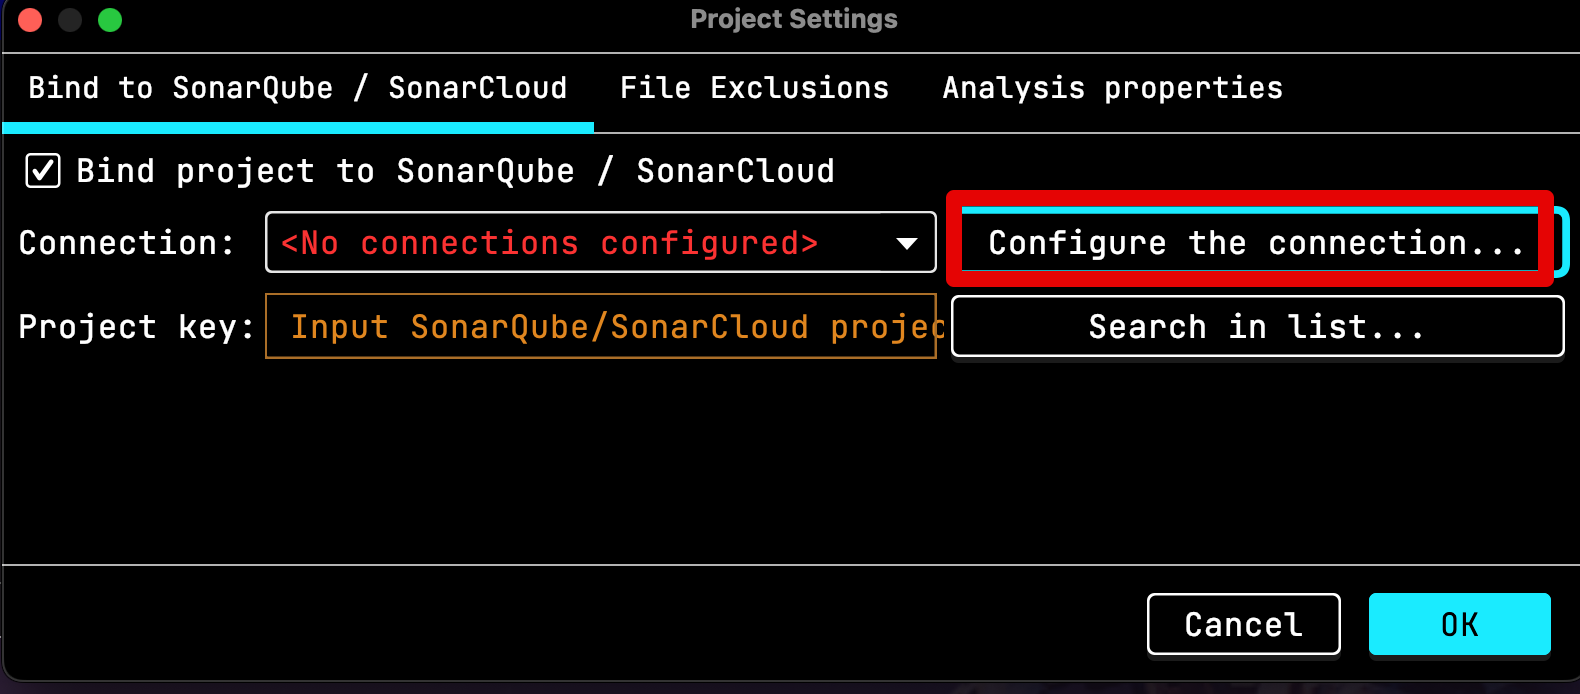 Project Settings
Bind to SonarQube / SonarCloud File Exclusions Analysis properties
Bind project to SonarQube / SonarCloud
Connection: <No connections configured> Configure the connection...
Project key: Input SonarQube/SonarCloud projec Search in list...
Cancel OK